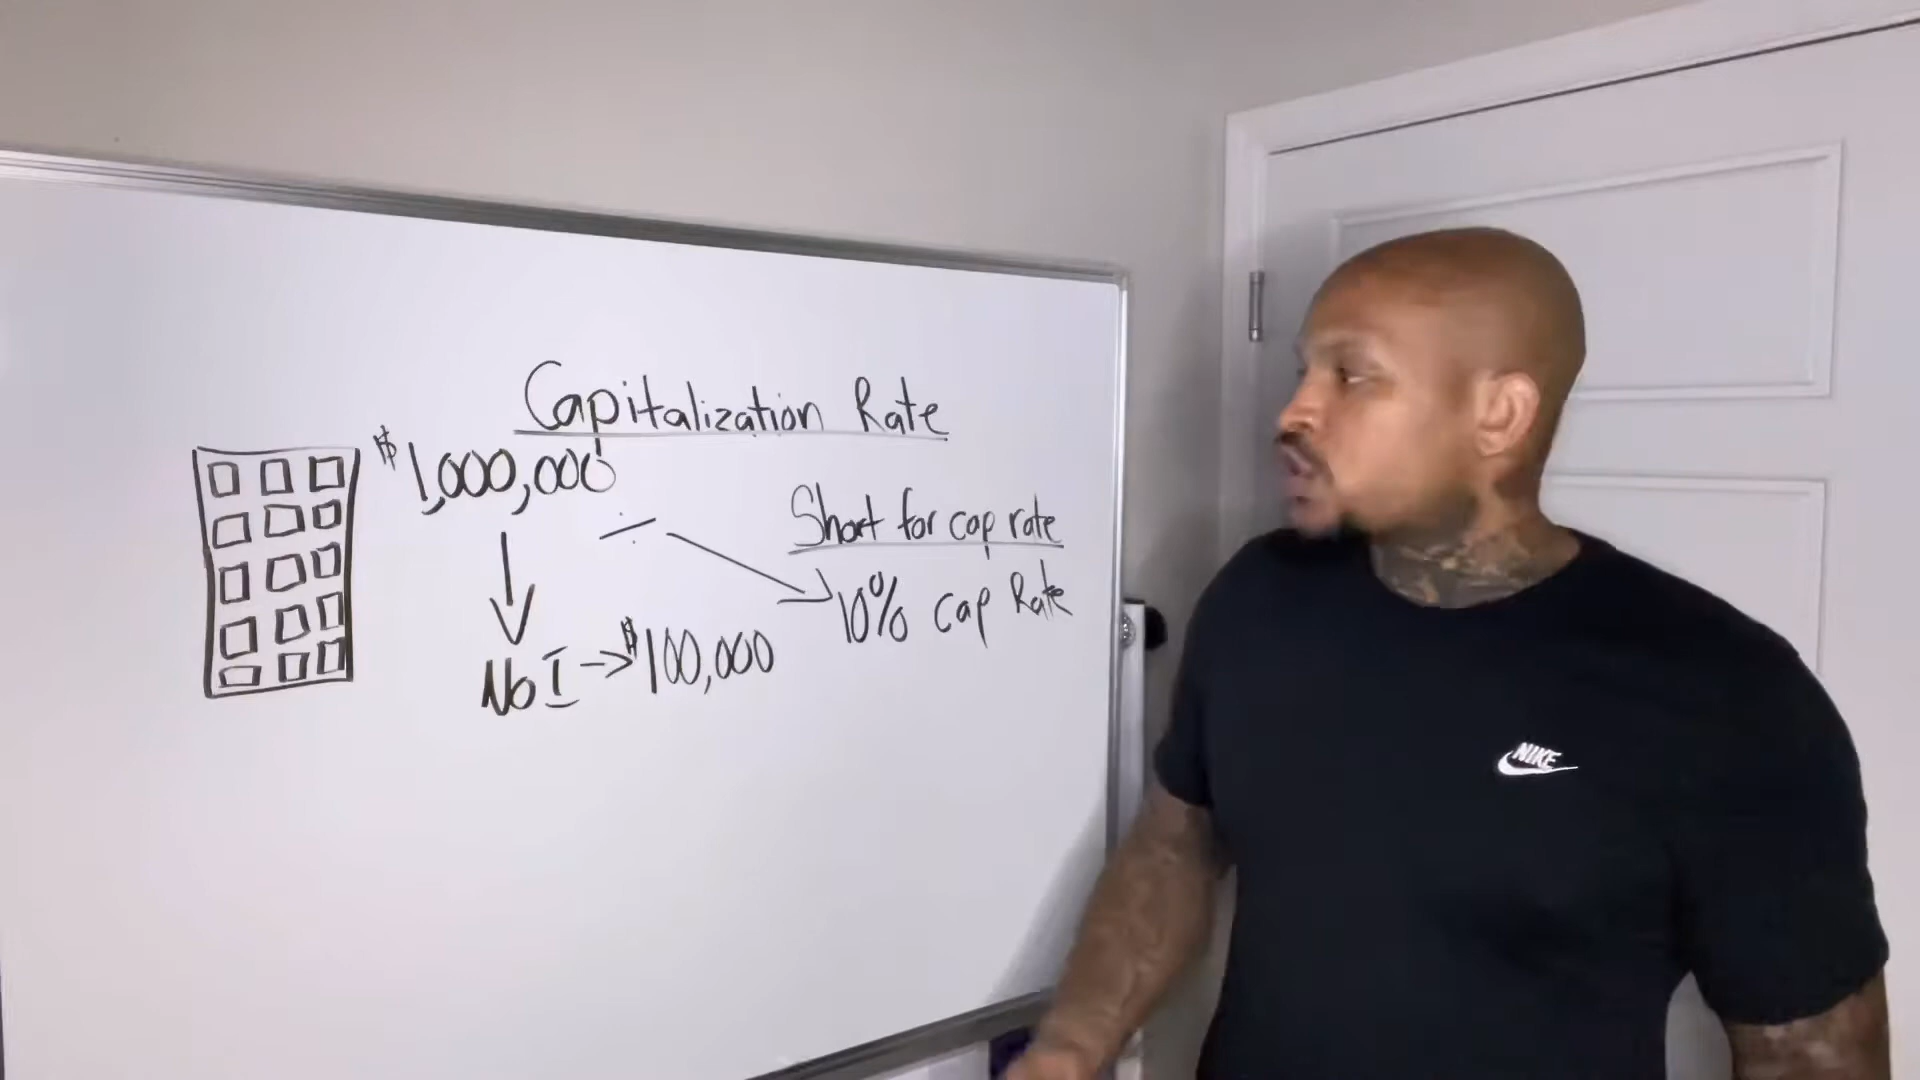 Capitalization Rate
$1,000,000
Short for cap rate
÷
10% cap Rate
NOI → $100,000
NIKE